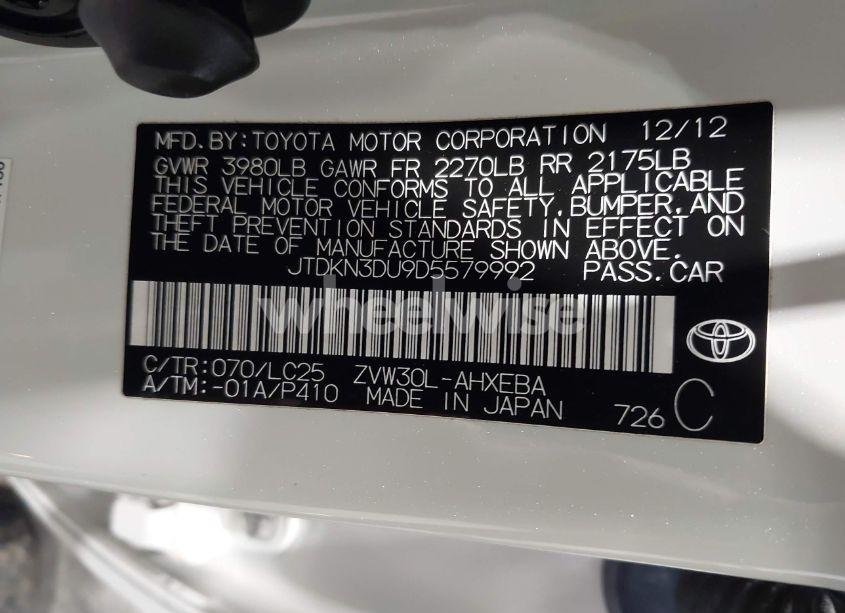 MFD.BY:TOYOTA MOTOR CORPORATION 12/12
GVWR 3980LB GAWR FR 2270LB RR 2175LB
THIS VEHICLE CONFORMS TO ALL APPLICABLE
FEDERAL MOTOR VEHICLE SAFETY,BUMPER,AND
THEFT PREVENTION STANDARDS IN EFFECT ON
THE DATE OF MANUFACTURE SHOWN ABOVE.
JTDKN3DU9D5579992 PASS.CAR
wheelwise
C/TR:070/LC25 ZVW30L-AHXEBA
A/TM:-01A/P410 MADE IN JAPAN 726 C